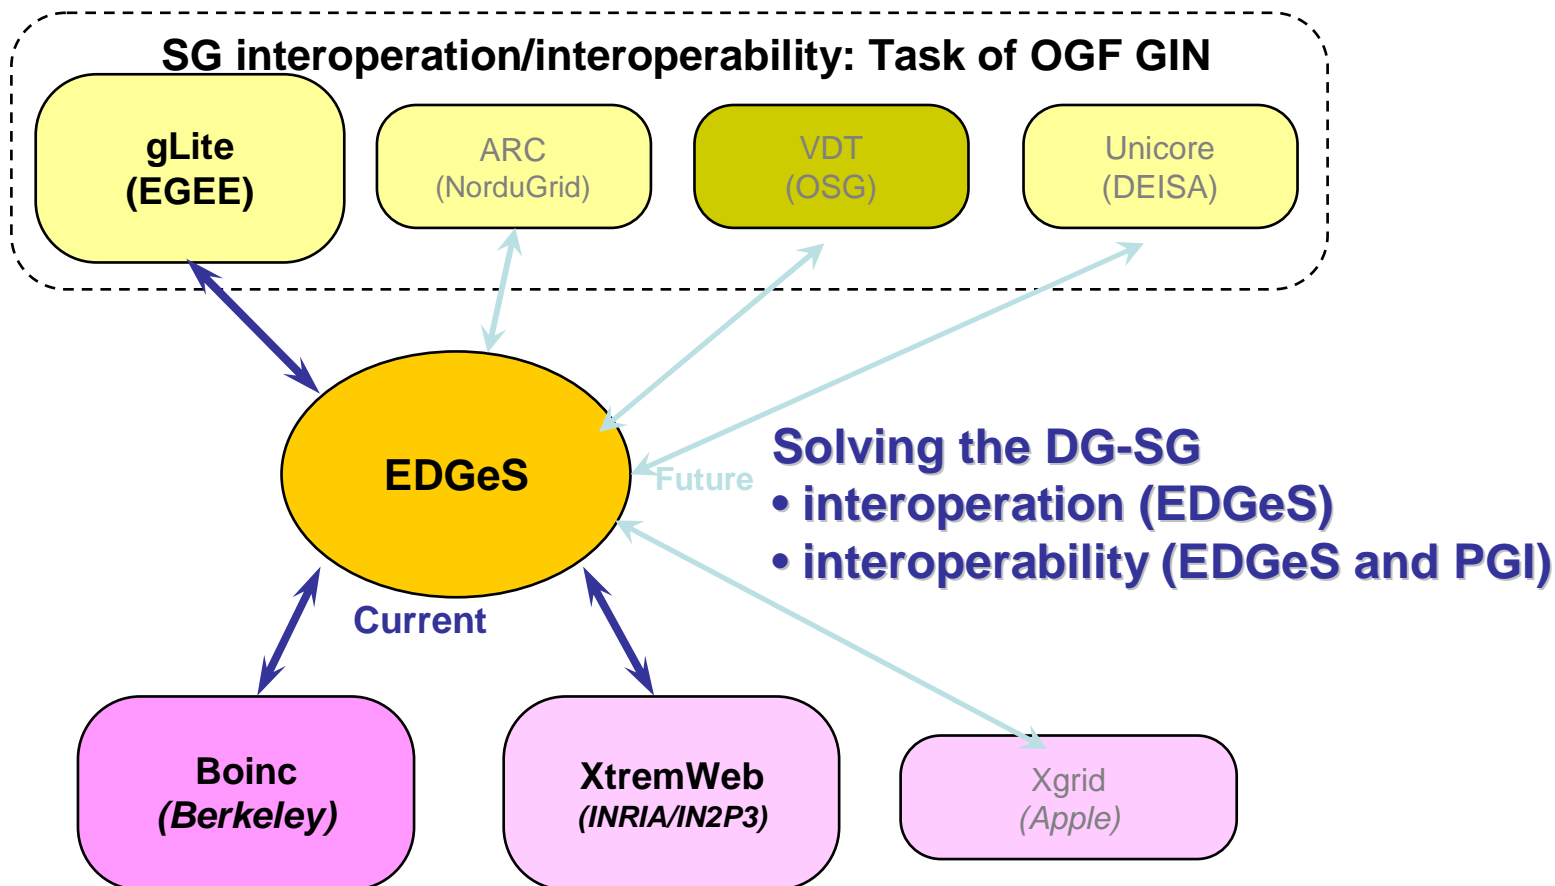 SG interoperation/interoperability: Task of OGF GIN
gLite
(EGEE)
ARC
(NorduGrid)
VDT
(OSG)
Unicore
(DEISA)
EDGeS
Future
Solving the DG-SG
• interoperation (EDGeS)
• interoperability (EDGeS and PGI)
Current
Boinc
(Berkeley)
XtremWeb
(INRIA/IN2P3)
Xgrid
(Apple)